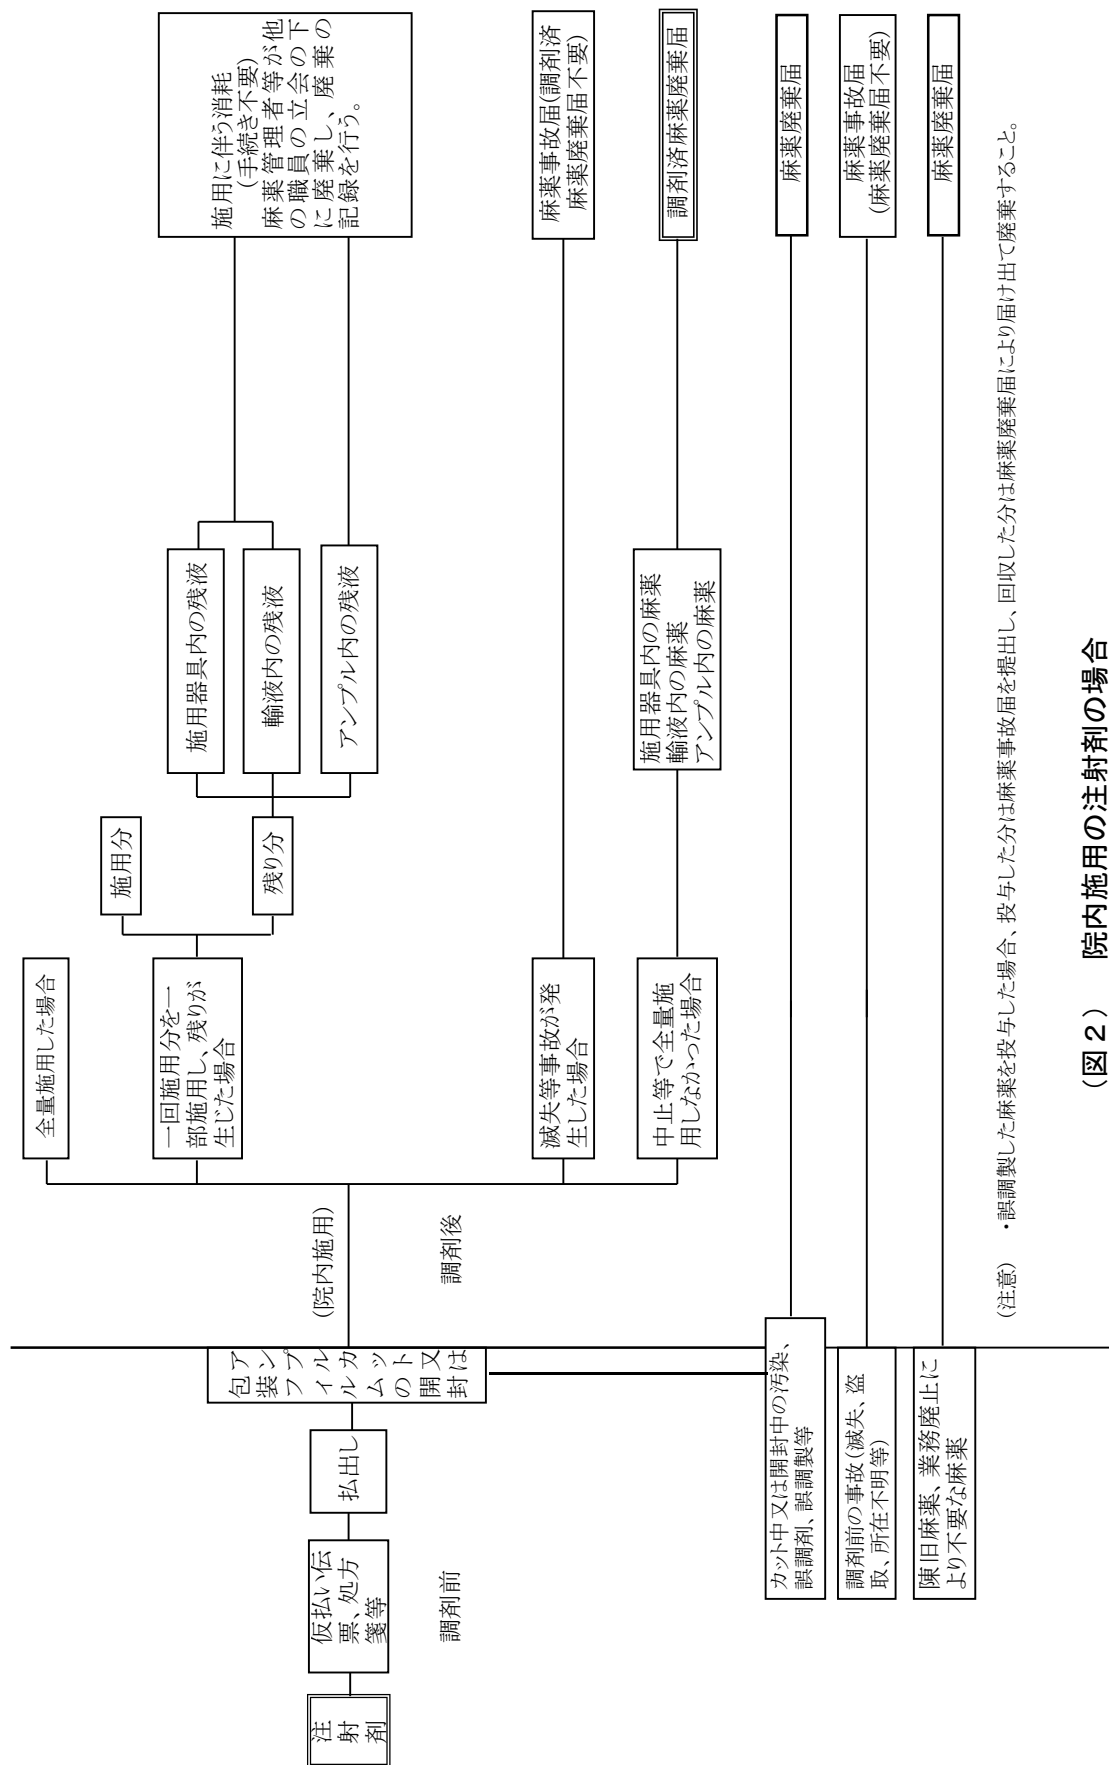 全量施用した場合
施用分
一回施用分を一
部施用し、残りが
生じた場合
残り分
施用器具内の残液
輸液内の残液
アンプル内の残液
施用に伴う消耗
(手続き不要)
麻薬管理者等が他
の職員の立会の下
に廃棄し、廃棄の
記録を行う。
注射剤
仮払い伝
票、処方
箋等
払出し
アンプルカット又は
包装フィルムの開封
(院内施用)
調剤前
調剤後
滅失等事故が発
生した場合
麻薬事故届(調剤済
麻薬廃棄届不要)
中止等で全量施
用しなかった場合
施用器具内の麻薬
輸液内の麻薬
アンプル内の麻薬
調剤済麻薬廃棄届
カット中又は開封中の汚染、
誤調剤、誤調製等
麻薬廃棄届
調剤前の事故(滅失、盗
取、所在不明等)
麻薬事故届
(麻薬廃棄届不要)
陳旧麻薬、業務廃止に
より不要な麻薬
麻薬廃棄届
(注意) ・誤調製した麻薬を投与した場合、投与した分は麻薬事故届を提出し、回収した分は麻薬廃棄届により届け出て廃棄すること。
(図2) 院内施用の注射剤の場合